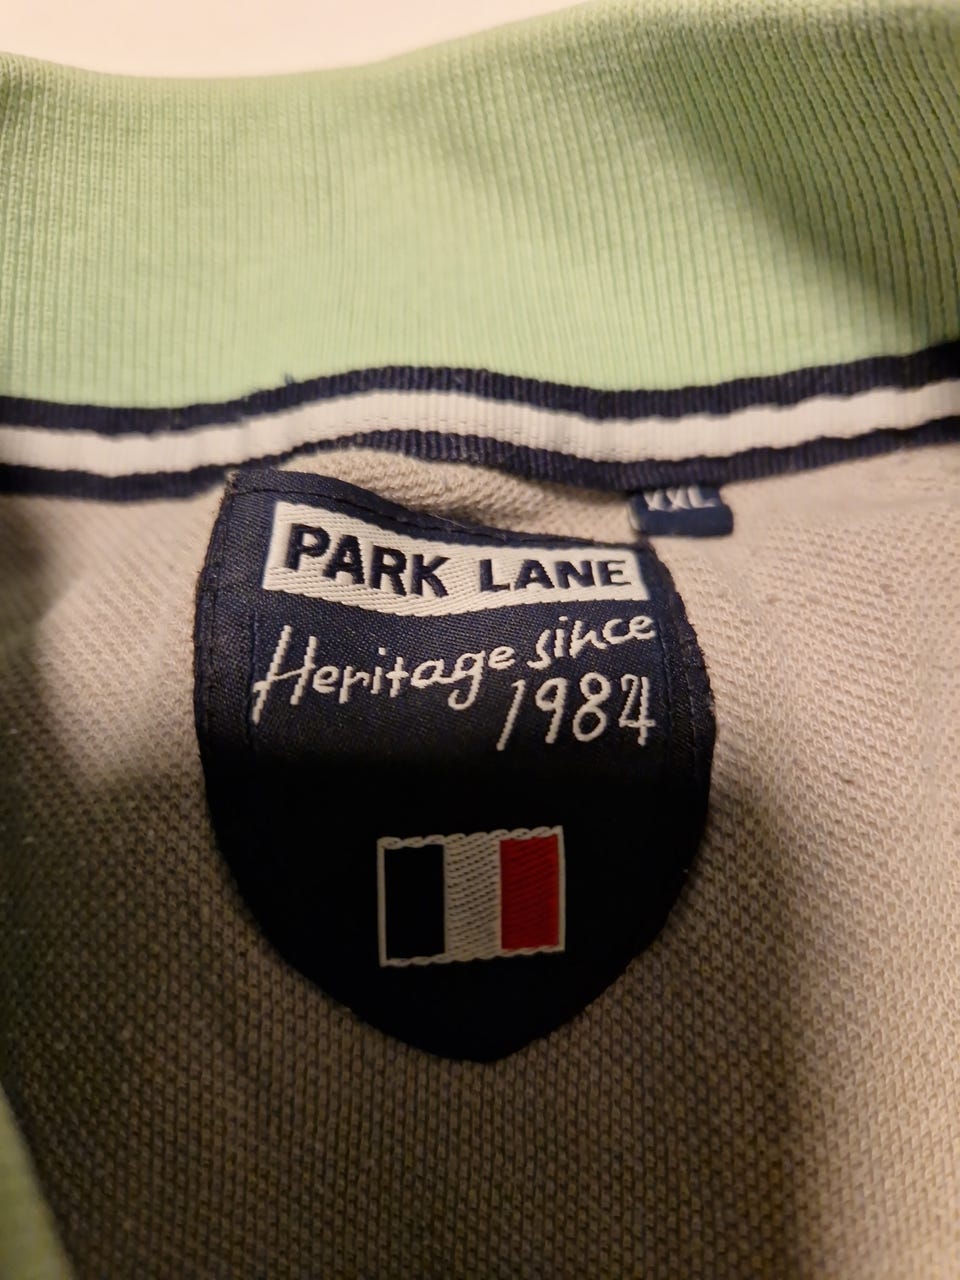 XXL
PARK LANE
Heritage since
1984